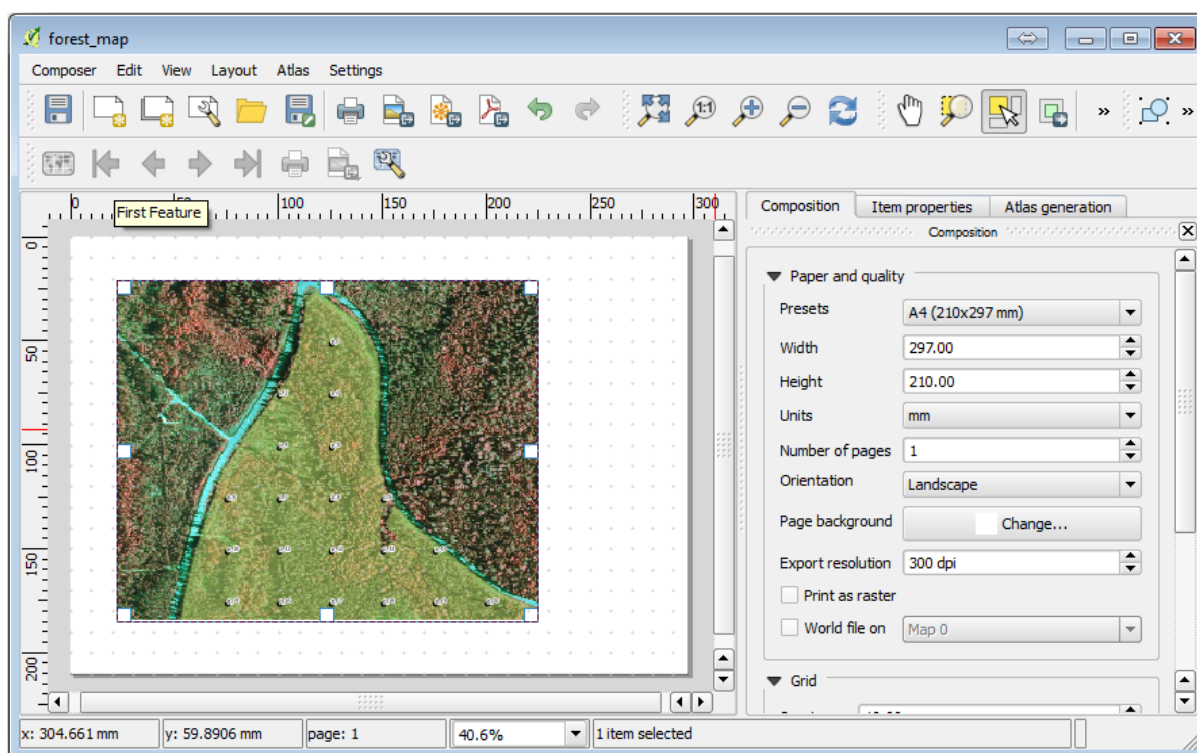 forest_map
Composer Edit View Layout Atlas Settings
1:1
» »
0 50 100 150 200 250 300
First Feature
Composition Item properties Atlas generation
Composition
0
50
100
150
200
Paper and quality
Presets A4 (210x297 mm)
Width 297.00
Height 210.00
Units mm
Number of pages 1
Orientation Landscape
Page background Change...
Export resolution 300 dpi
Print as raster
World file on Map 0
Grid
x: 304.661 mm y: 59.8906 mm page: 1 40.6% 1 item selected